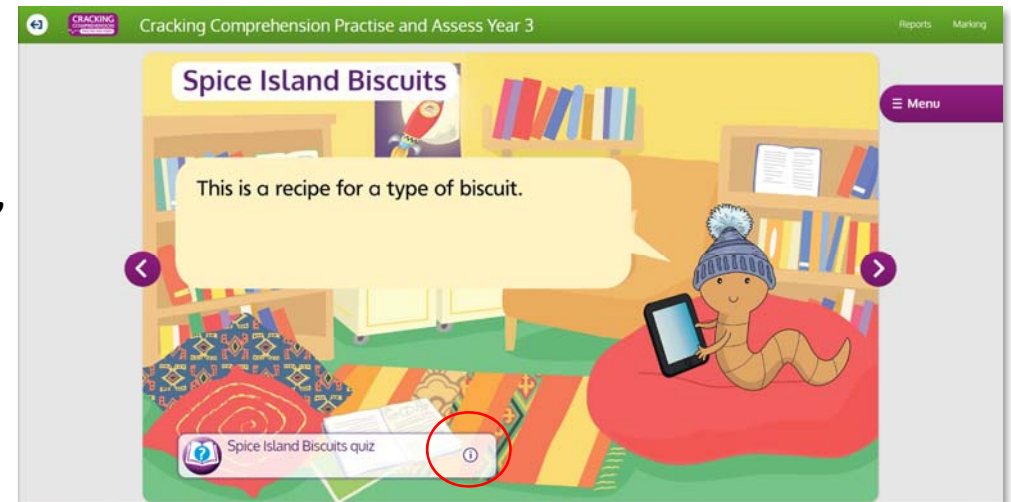 CRACKING
COMPREHENSION
Cracking Comprehension Practise and Assess Year 3
Reports
Marking
Spice Island Biscuits
☰ Menu
This is a recipe for a type of biscuit.
,
Spice Island Biscuits quiz